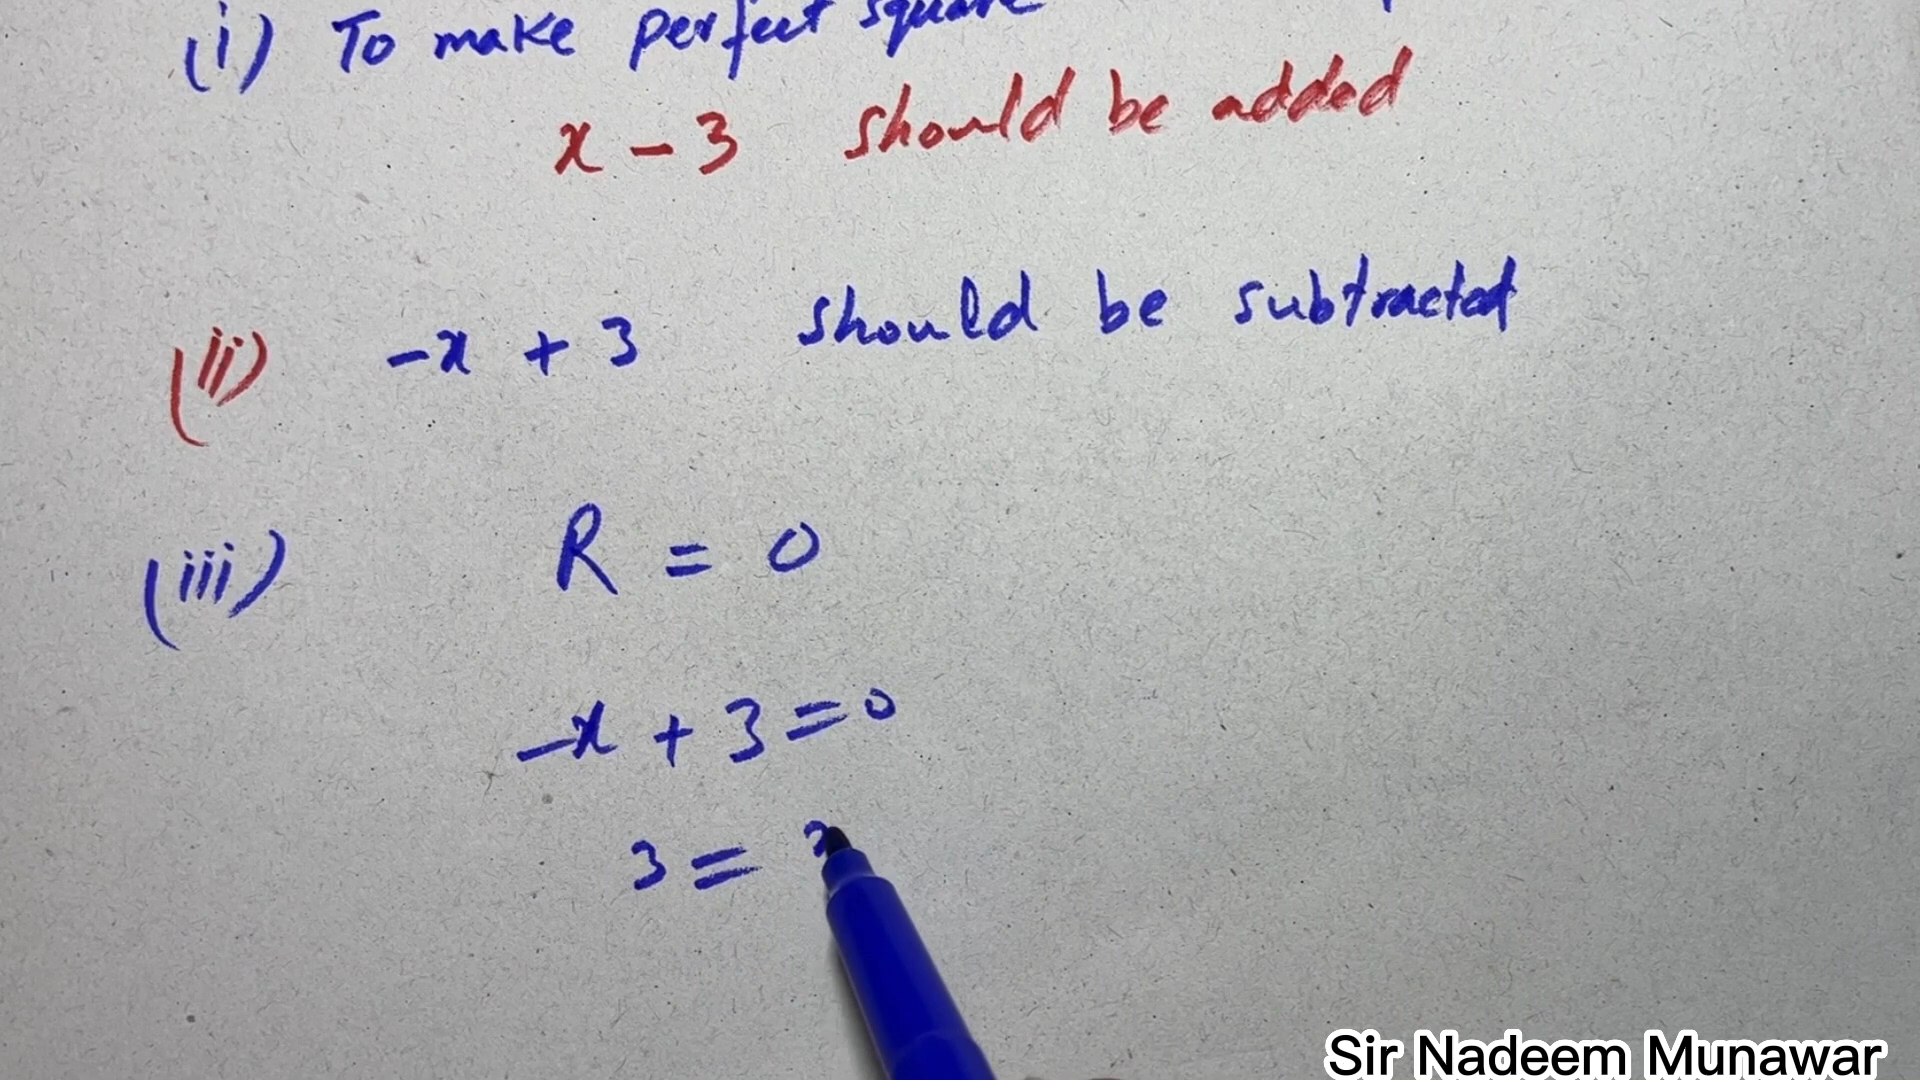 (i) To make perfect square
x - 3 should be added
(ii) -x + 3 should be subtracted
(iii) R = 0
-x + 3 = 0
3 =
Sir Nadeem Munawar